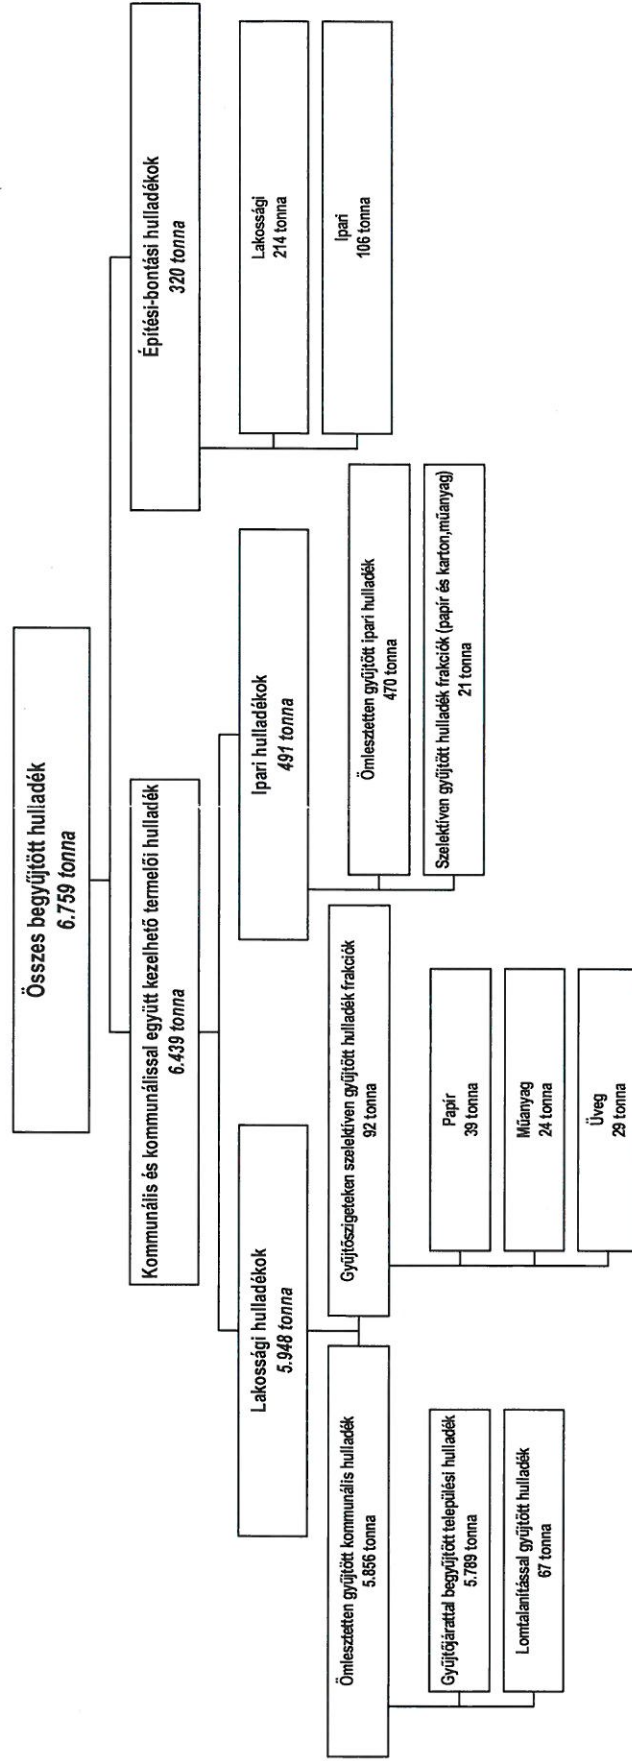 Összes begyűjtött hulladék
6.759 tonna
Kommunális és kommunálissal együtt kezelhető termelői hulladék
6.439 tonna
Építési-bontási hulladékok
320 tonna
Lakossági hulladékok
5.948 tonna
Ipari hulladékok
491 tonna
Lakossági
214 tonna
Ipari
106 tonna
Ömlesztetten gyűjtött kommunális hulladék
5.856 tonna
Gyűjtőszigeteken szelektíven gyűjtött hulladék frakciók
92 tonna
Ömlesztetten gyűjtött ipari hulladék
470 tonna
Szelektíven gyűjtött hulladék frakciók (papír és karton,műanyag)
21 tonna
Gyűjtőjárattal begyűjtött települési hulladék
5.789 tonna
Lomtalanítással gyűjtött hulladék
67 tonna
Papír
39 tonna
Műanyag
24 tonna
Üveg
29 tonna